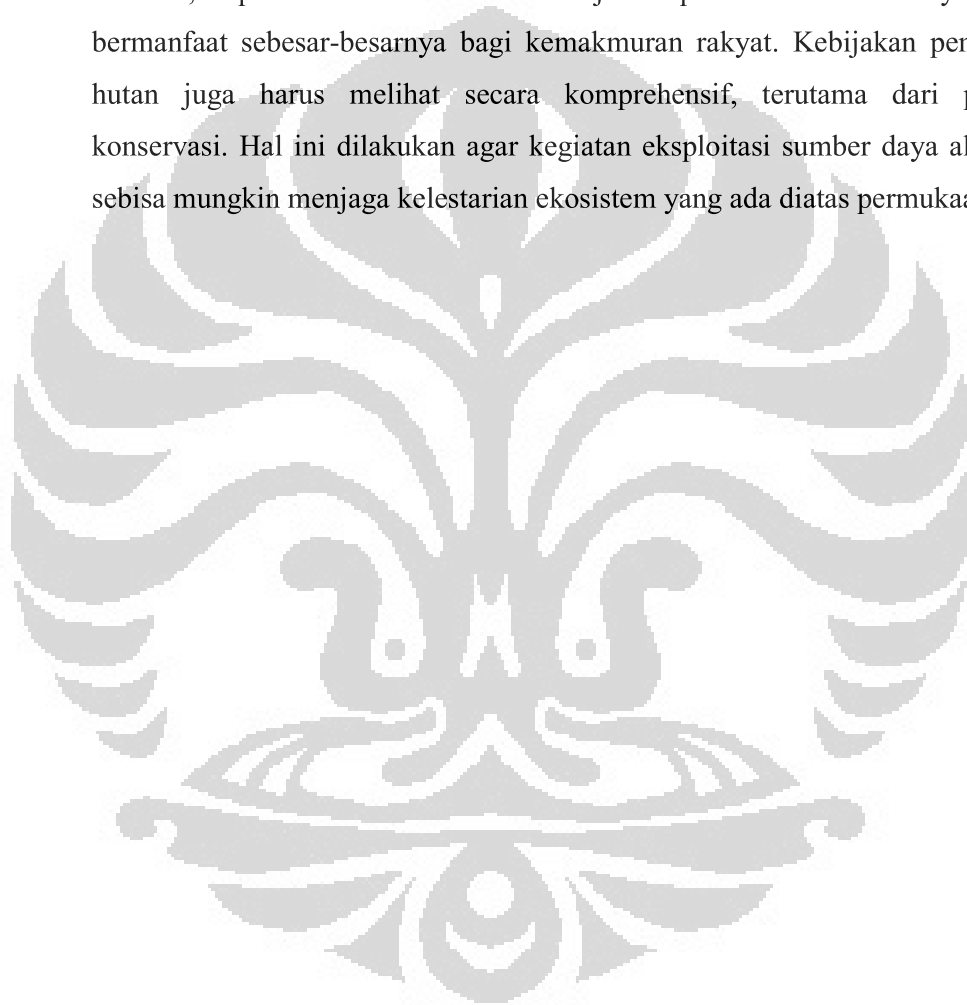 bermanfaat sebesar-besarnya bagi kemakmuran rakyat. Kebijakan
hutan juga harus melihat secara komprehensif, terutama dari
konservasi. Hal ini dilakukan agar kegiatan eksploitasi sumber daya
sebisa mungkin menjaga kelestarian ekosistem yang ada diatas